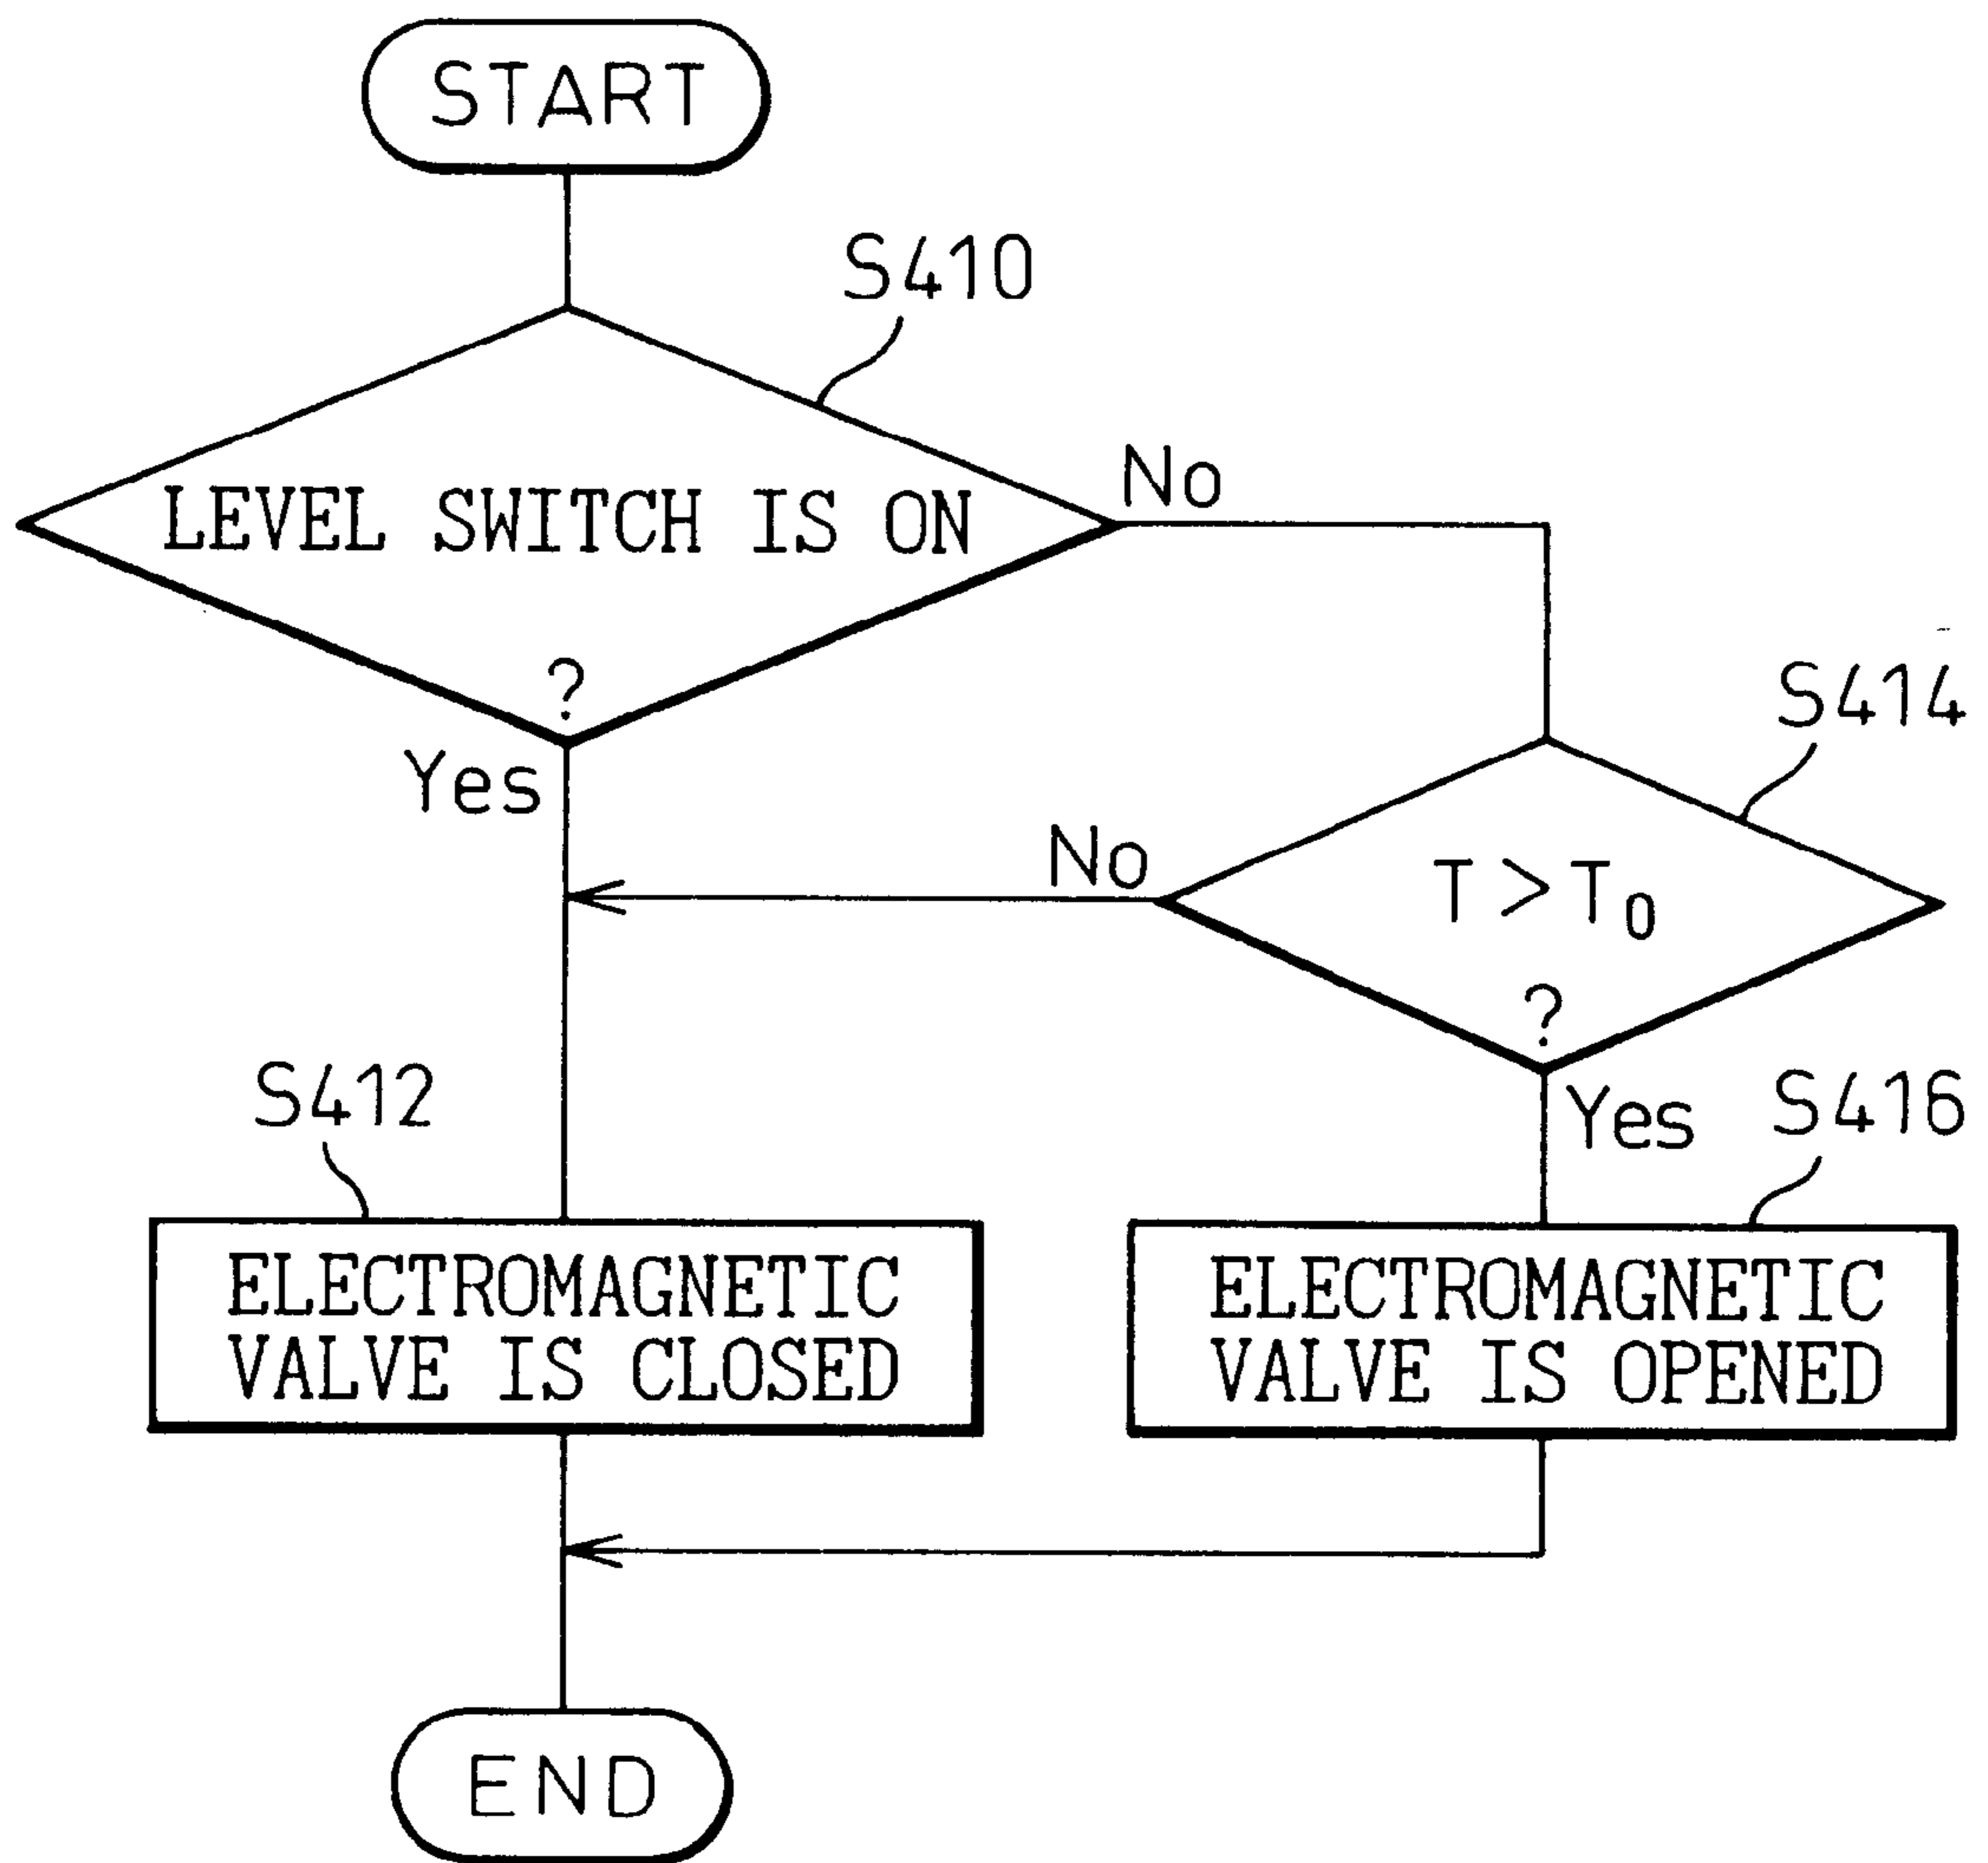 START
S410
LEVEL SWITCH IS ON
?
No
Yes
S414
T > T0
?
No
Yes
S412
S416
ELECTROMAGNETIC
VALVE IS CLOSED
ELECTROMAGNETIC
VALVE IS OPENED
END